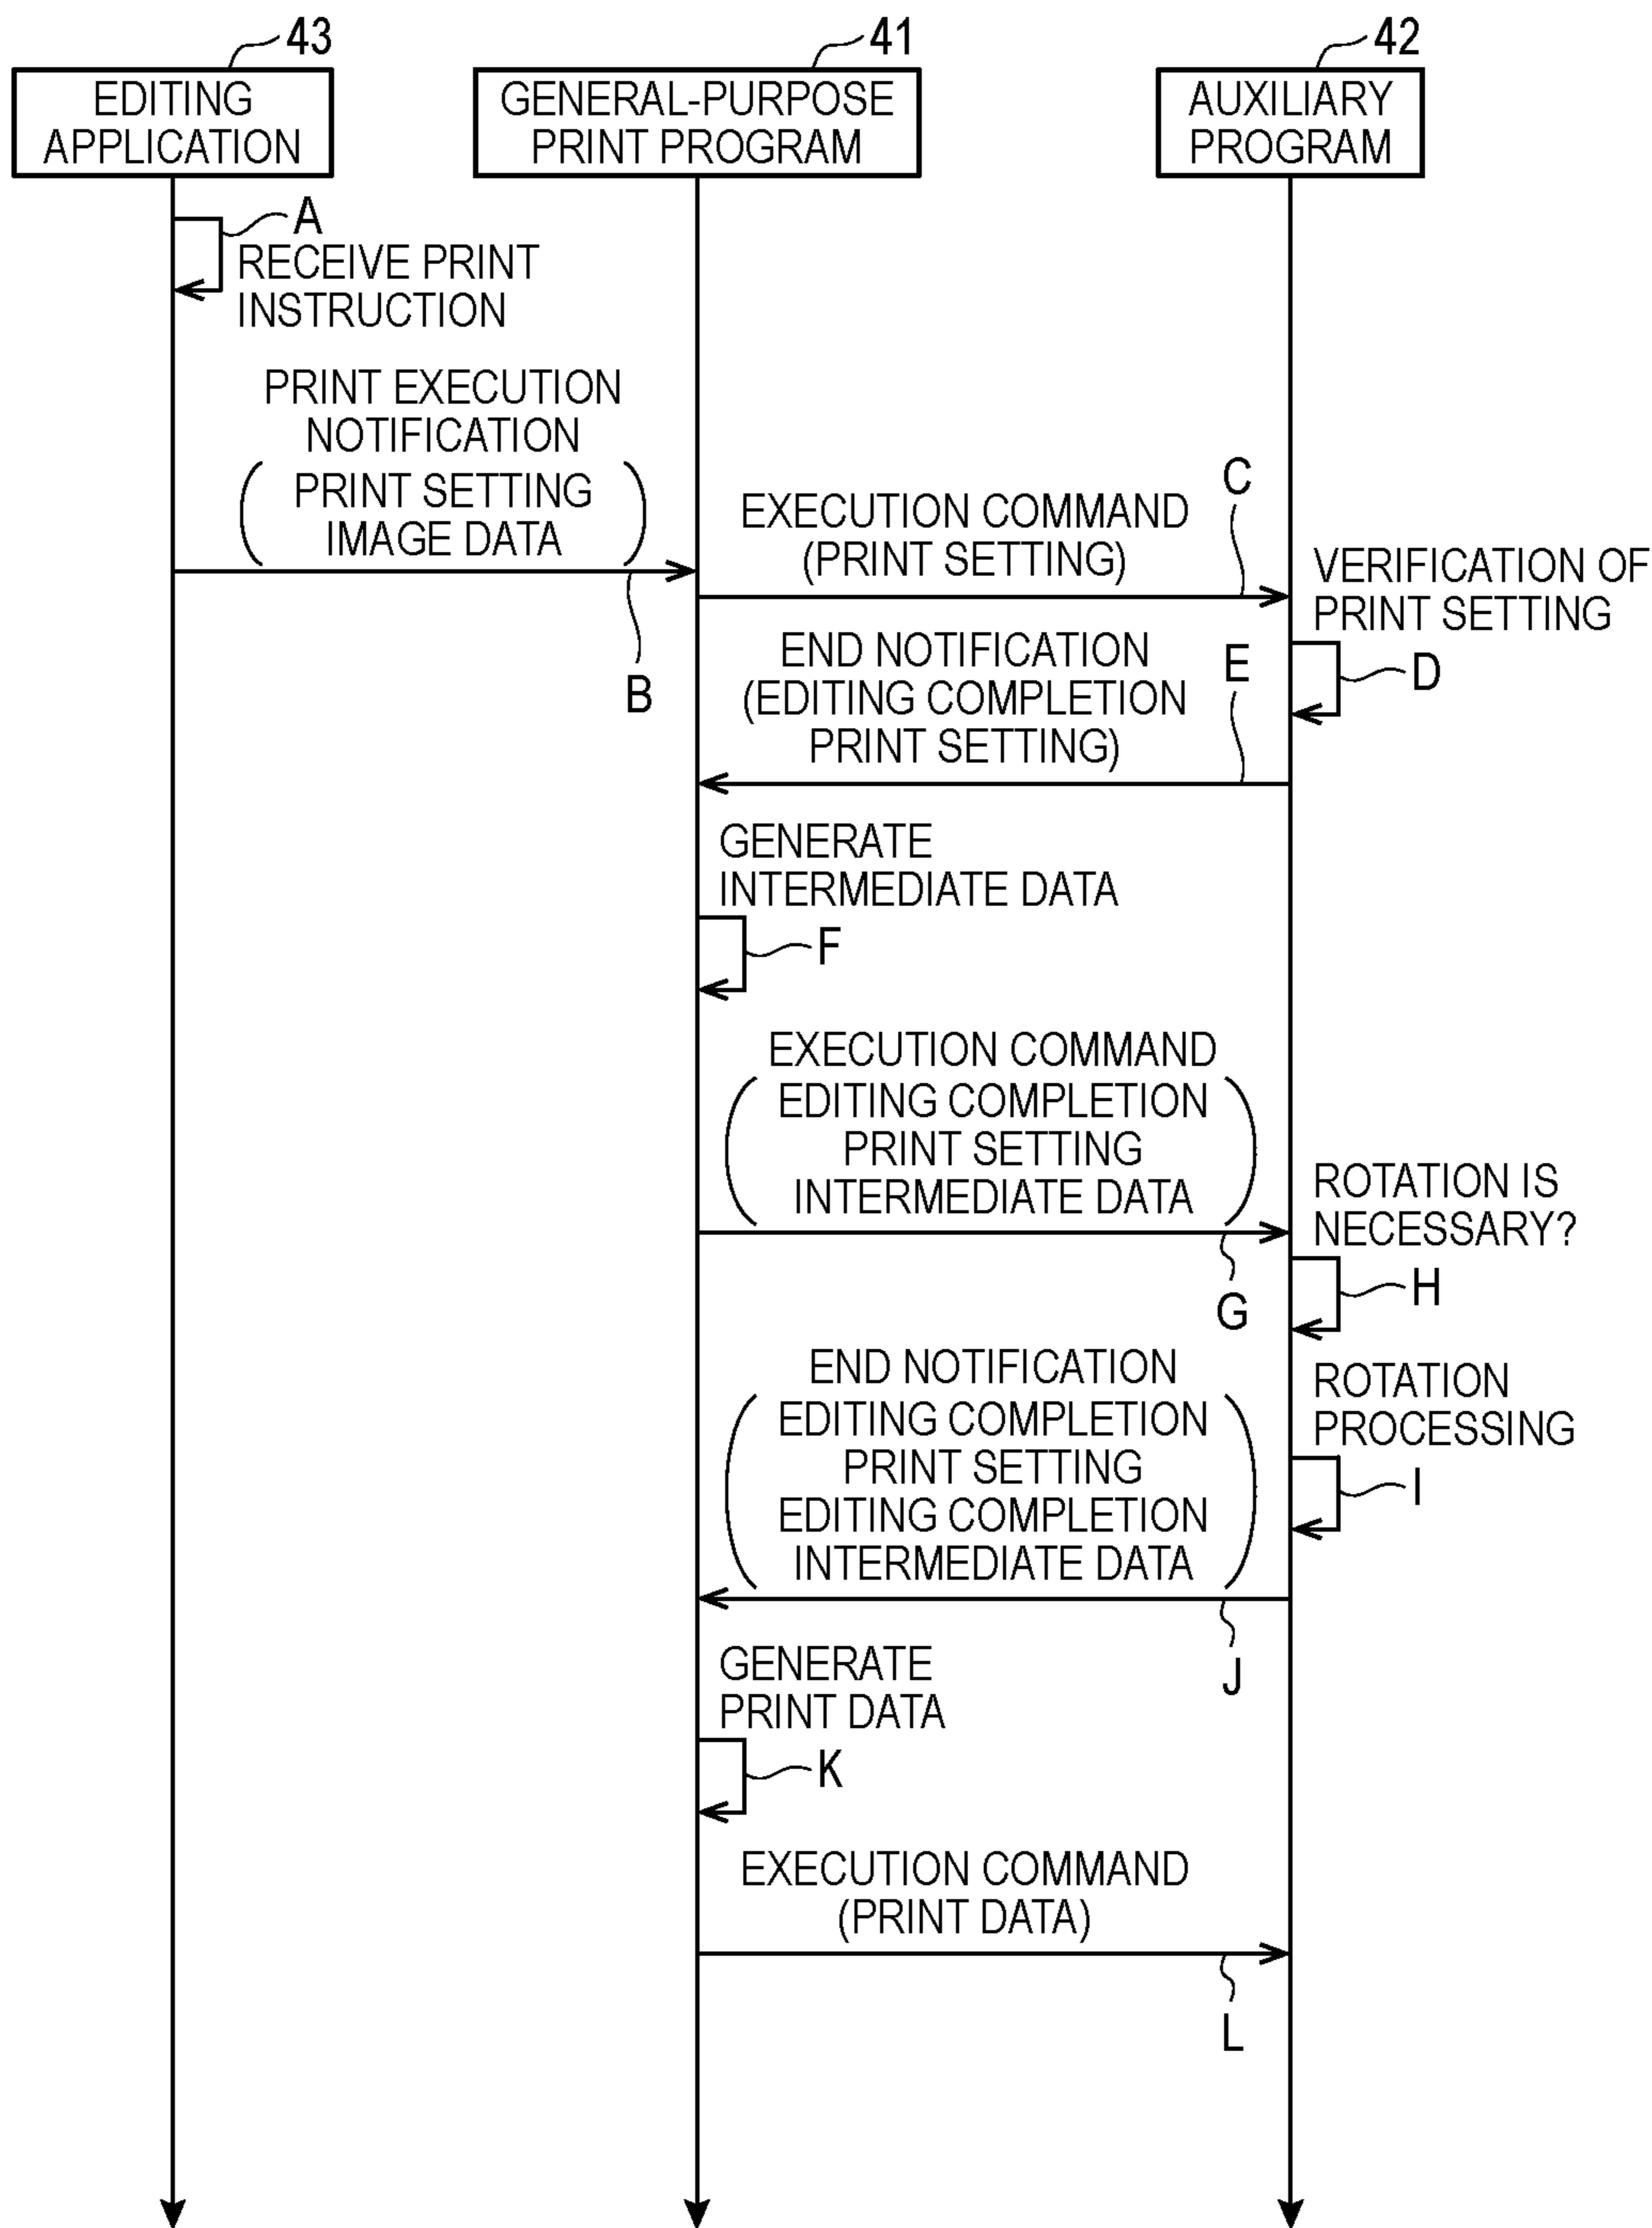 43
41
42
EDITING
APPLICATION
GENERAL-PURPOSE
PRINT PROGRAM
AUXILIARY
PROGRAM
A
RECEIVE PRINT
INSTRUCTION
PRINT EXECUTION
NOTIFICATION
( PRINT SETTING
IMAGE DATA )
B
EXECUTION COMMAND
(PRINT SETTING)
C
VERIFICATION OF
PRINT SETTING
D
END NOTIFICATION
(EDITING COMPLETION
PRINT SETTING)
E
GENERATE
INTERMEDIATE DATA
F
EXECUTION COMMAND
( EDITING COMPLETION
PRINT SETTING
INTERMEDIATE DATA )
G
ROTATION IS
NECESSARY?
H
ROTATION
PROCESSING
I
END NOTIFICATION
( EDITING COMPLETION
PRINT SETTING
EDITING COMPLETION
INTERMEDIATE DATA )
J
GENERATE
PRINT DATA
K
EXECUTION COMMAND
(PRINT DATA)
L